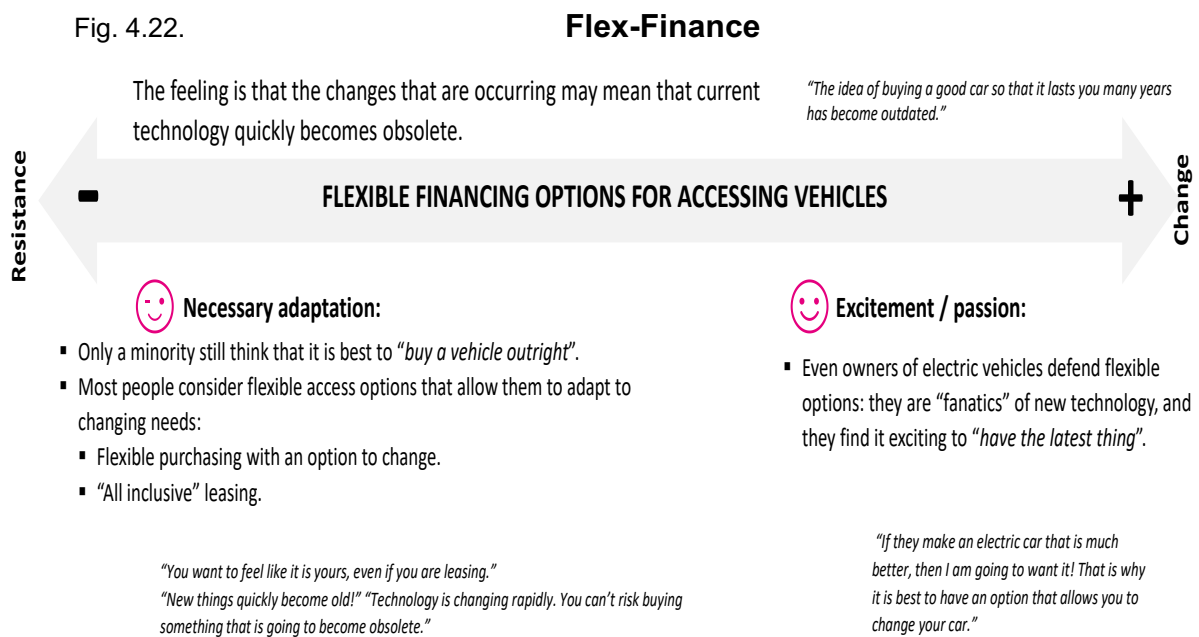 Fig. 4.22.
Flex-Finance
The feeling is that the changes that are occurring may mean that current
technology quickly becomes obsolete.
“The idea of buying a good car so that it lasts you many years
has become outdated.”
Resistance
-
FLEXIBLE FINANCING OPTIONS FOR ACCESSING VEHICLES
+
Change
Necessary adaptation:
▪ Only a minority still think that it is best to “buy a vehicle outright”.
▪ Most people consider flexible access options that allow them to adapt to
changing needs:
▪ Flexible purchasing with an option to change.
▪ “All inclusive” leasing.
“You want to feel like it is yours, even if you are leasing.”
“New things quickly become old!” “Technology is changing rapidly. You can’t risk buying
something that is going to become obsolete.”
Excitement / passion:
▪ Even owners of electric vehicles defend flexible
options: they are “fanatics” of new technology, and
they find it exciting to “have the latest thing”.
“If they make an electric car that is much
better, then I am going to want it! That is why
it is best to have an option that allows you to
change your car.”